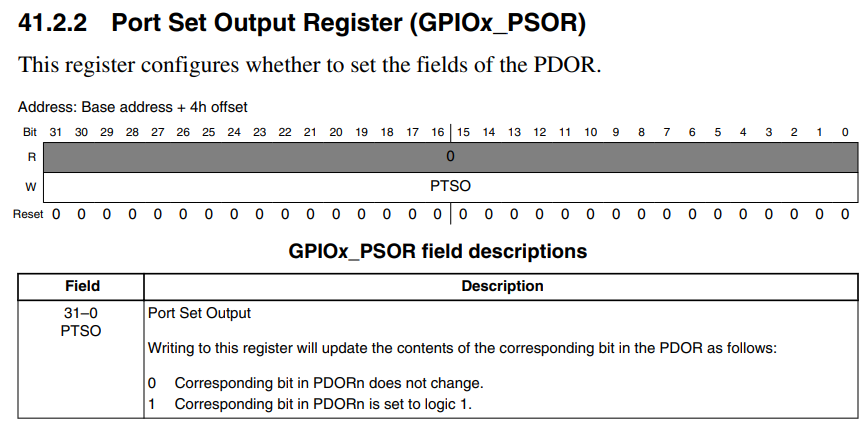 41.2.2 Port Set Output Register (GPIOx_PSOR)
This register configures whether to set the fields of the PDOR.
Address: Base address + 4h offset
Bit 31 30 29 28 27 26 25 24 23 22 21 20 19 18 17 16 15 14 13 12 11 10 9 8 7 6 5 4 3 2 1 0
R 0
W PTSO
Reset 0 0 0 0 0 0 0 0 0 0 0 0 0 0 0 0 0 0 0 0 0 0 0 0 0 0 0 0 0 0 0 0
GPIOx_PSOR field descriptions
Field Description
31–0 Port Set Output
PTSO
Writing to this register will update the contents of the corresponding bit in the PDOR as follows:
0 Corresponding bit in PDORn does not change.
1 Corresponding bit in PDORn is set to logic 1.